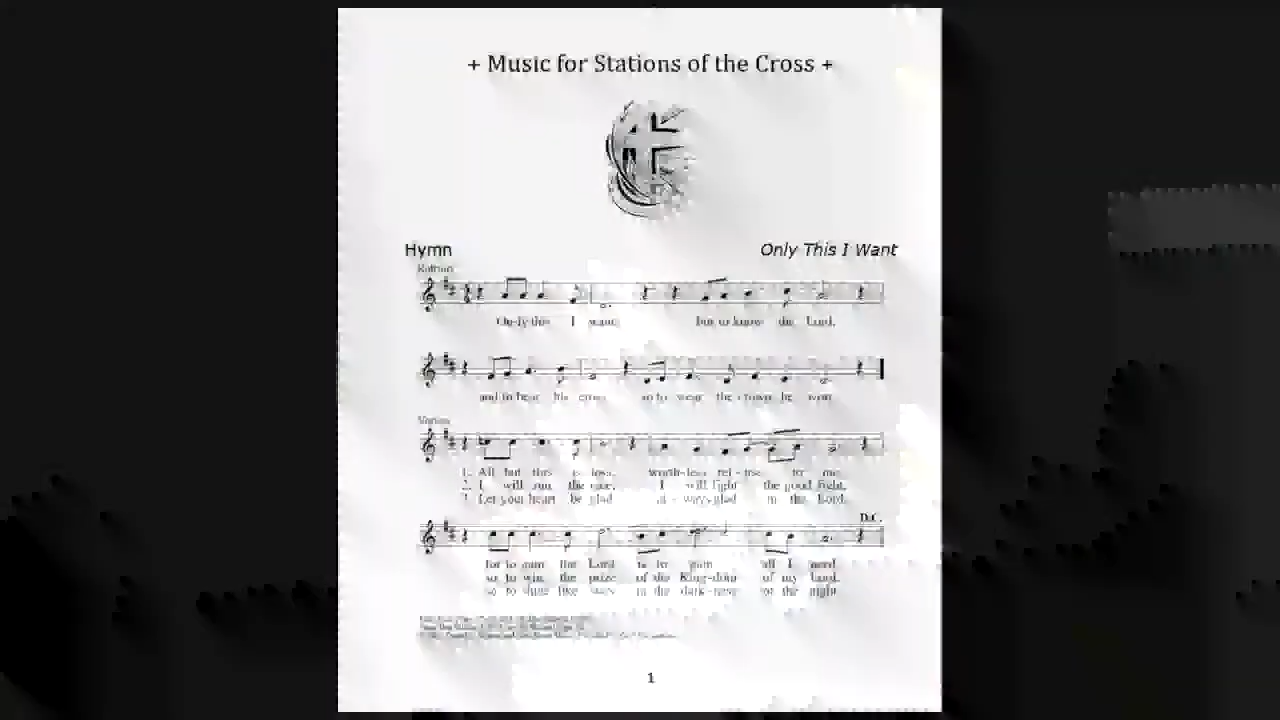 + Music for Stations of the Cross +
Hymn
Only This I Want
Refrain
On-ly this I want,
but to know the Lord,
and to bear his cross,
so to wear the crown he wore.
Verses
1. All but this is loss,
worth-less ref-use to me,
2. I will run the race,
I will fight the good fight,
3. Let your heart be glad
al-ways glad in the Lord,
D.C.
for to gain the Lord is to gain all I need.
so to win the prize of the King-dom of my Lord.
so to shine like stars in the dark-ness of the night.
1